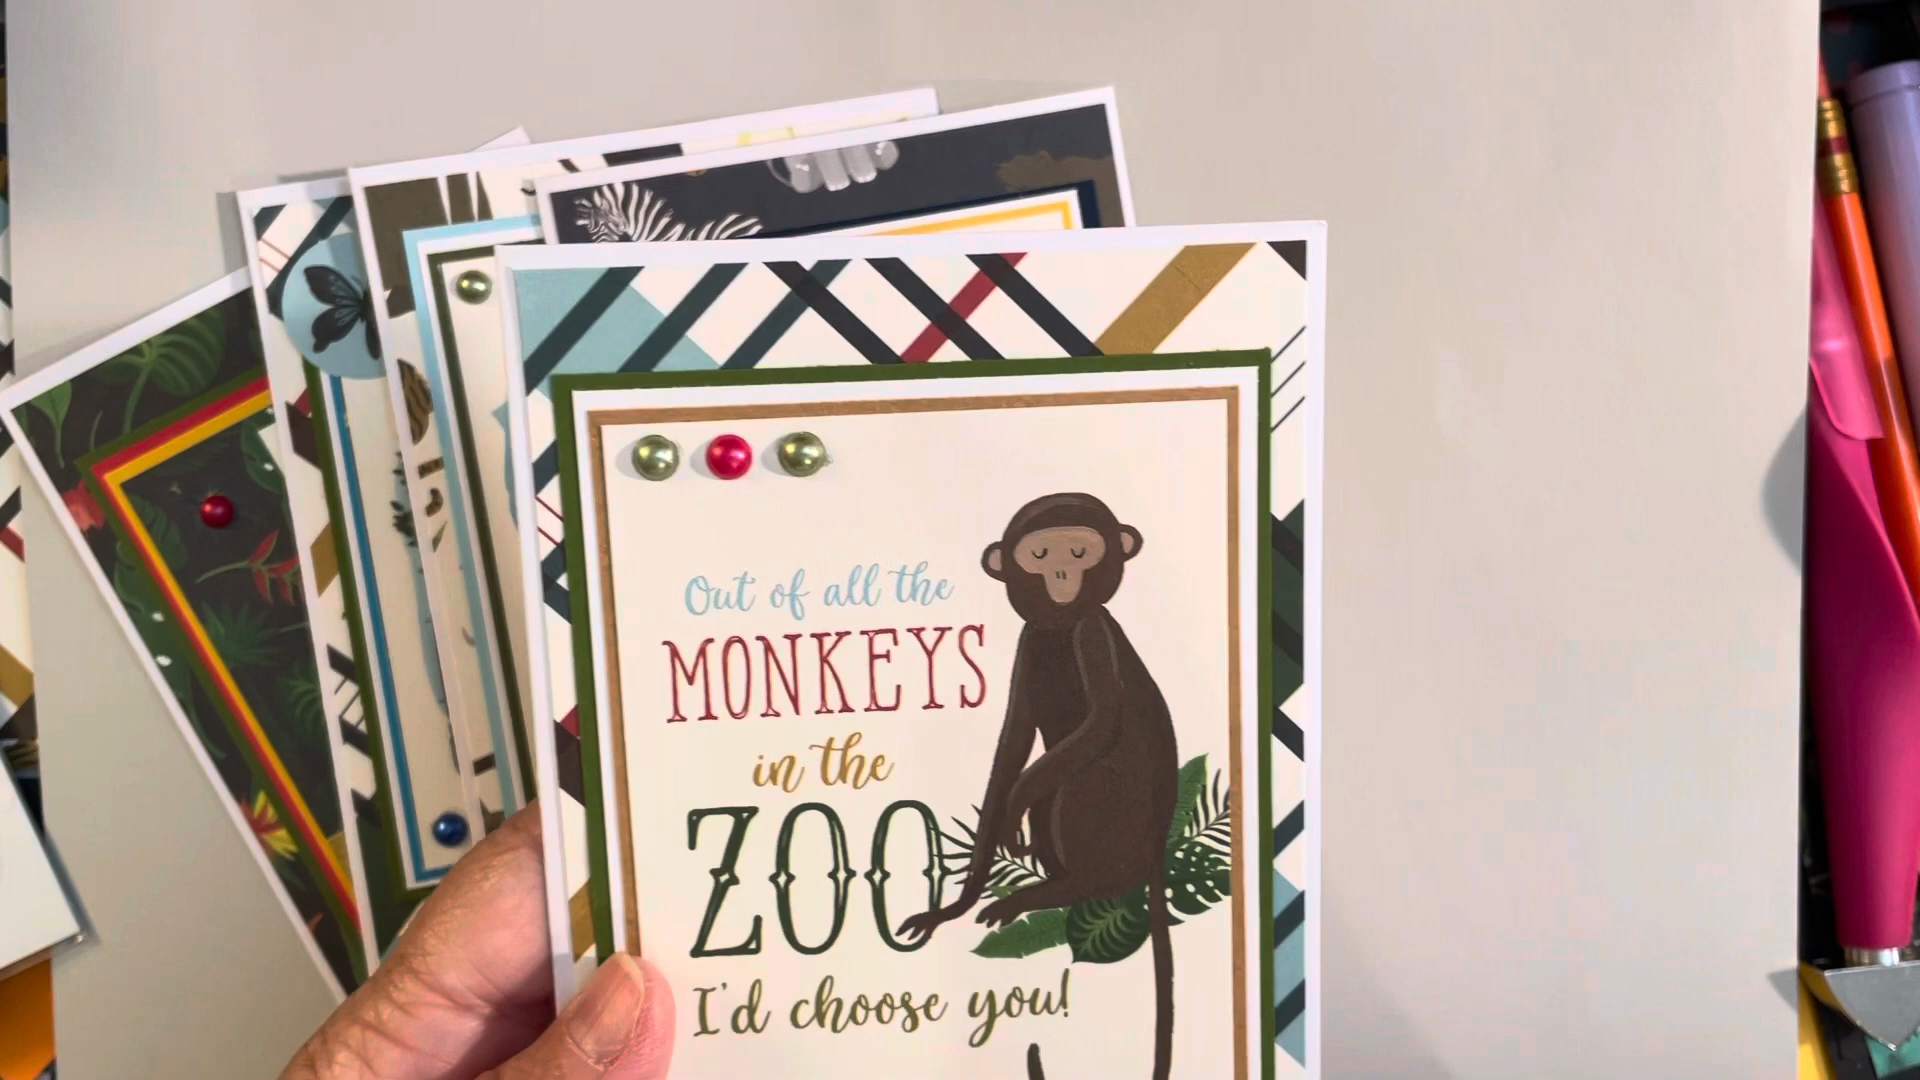 Out of all the
MONKEYS
in the
ZOO
I'd choose you!